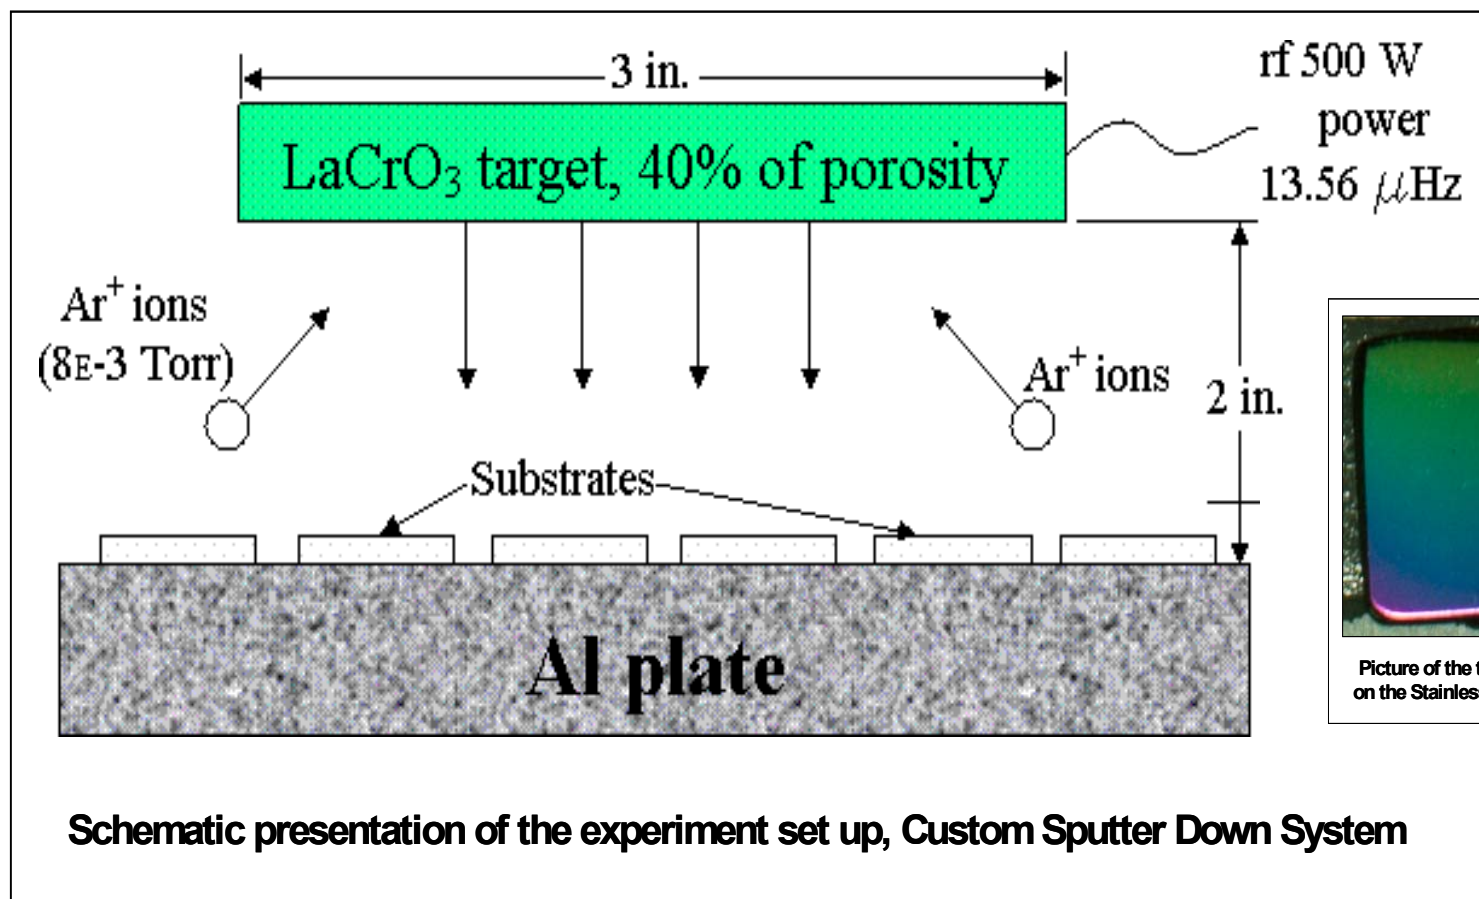 3 in.
rf 500 W
power
13.56 μHz
LaCrO₃ target, 40% of porosity
Ar⁺ ions
(8E-3 Torr)
Ar⁺ ions
2 in.
Substrates
Al plate
Picture of the
on the
Schematic presentation of the experiment set up, Custom Sputter Down System